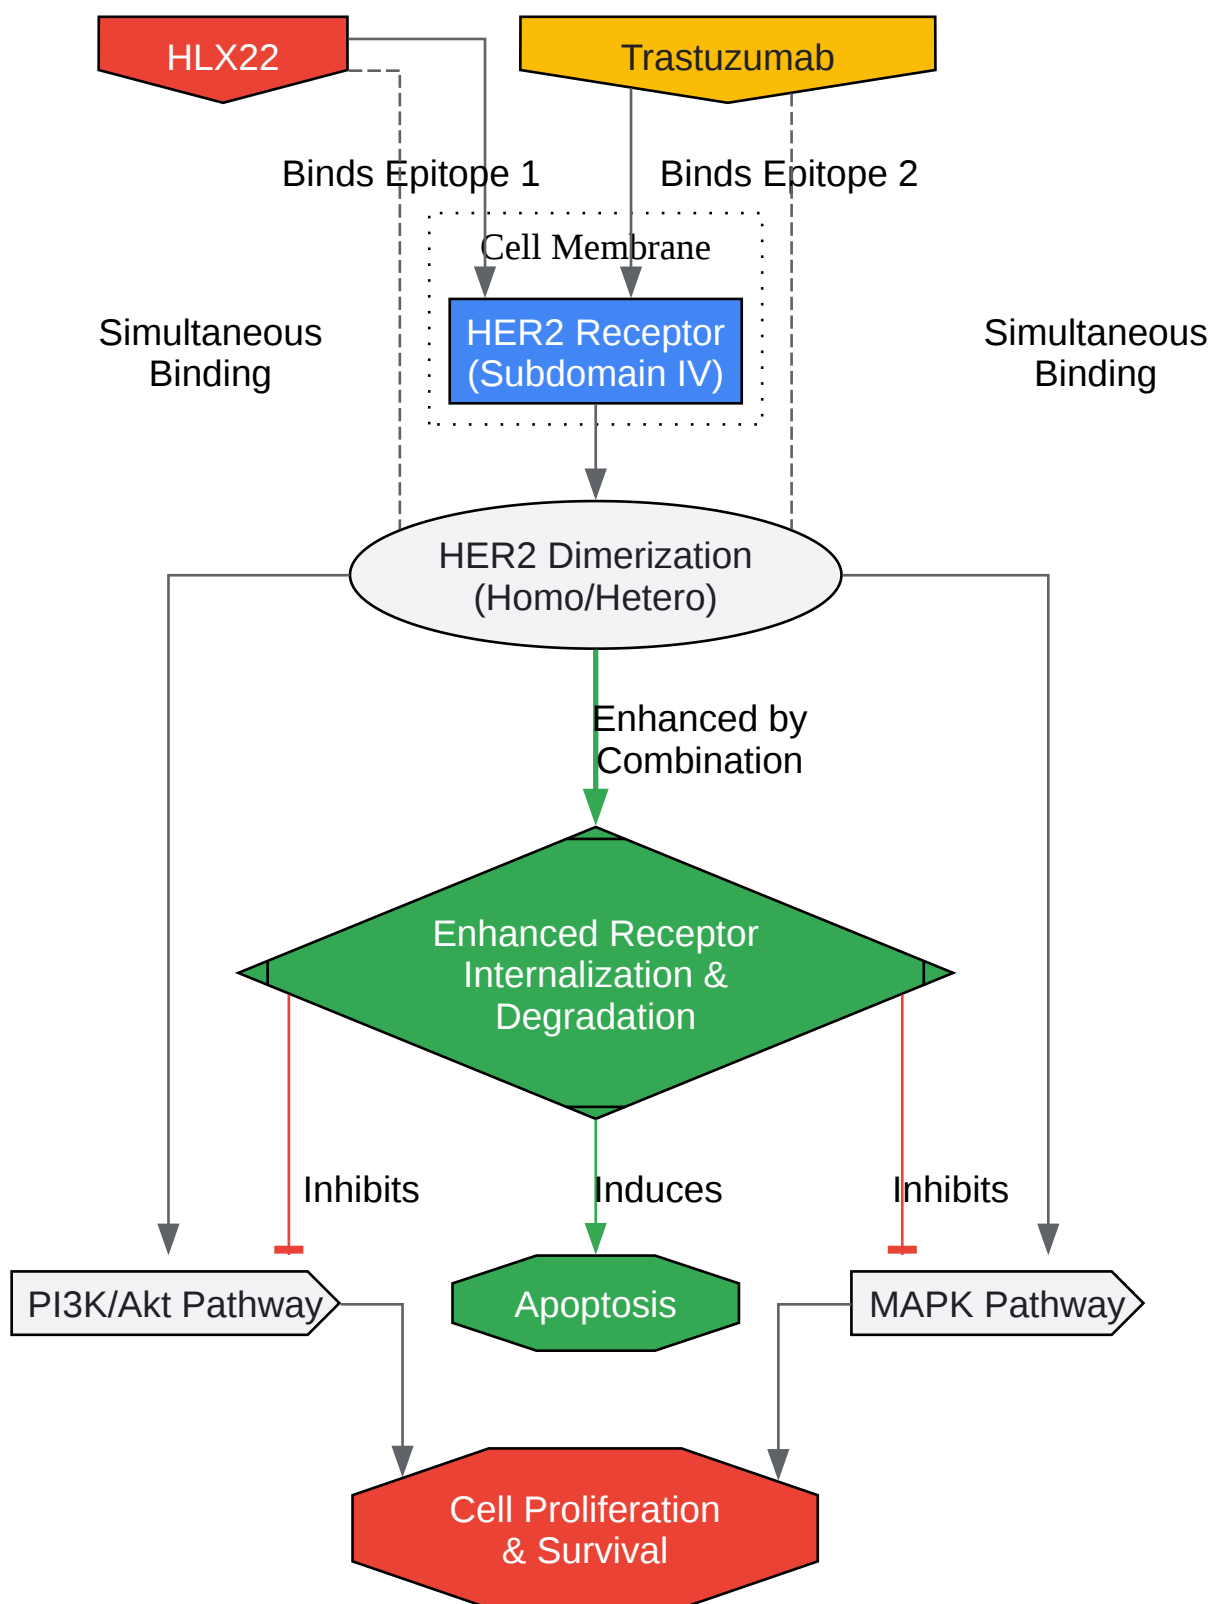 HLX22
Trastuzumab
Binds Epitope 1
Binds Epitope 2
Cell Membrane
HER2 Receptor
(Subdomain IV)
Simultaneous
Binding
Simultaneous
Binding
HER2 Dimerization
(Homo/Hetero)
Enhanced by
Combination
Enhanced Receptor
Internalization &
Degradation
Inhibits
Induces
Inhibits
PI3K/Akt Pathway
Apoptosis
MAPK Pathway
Cell Proliferation
& Survival